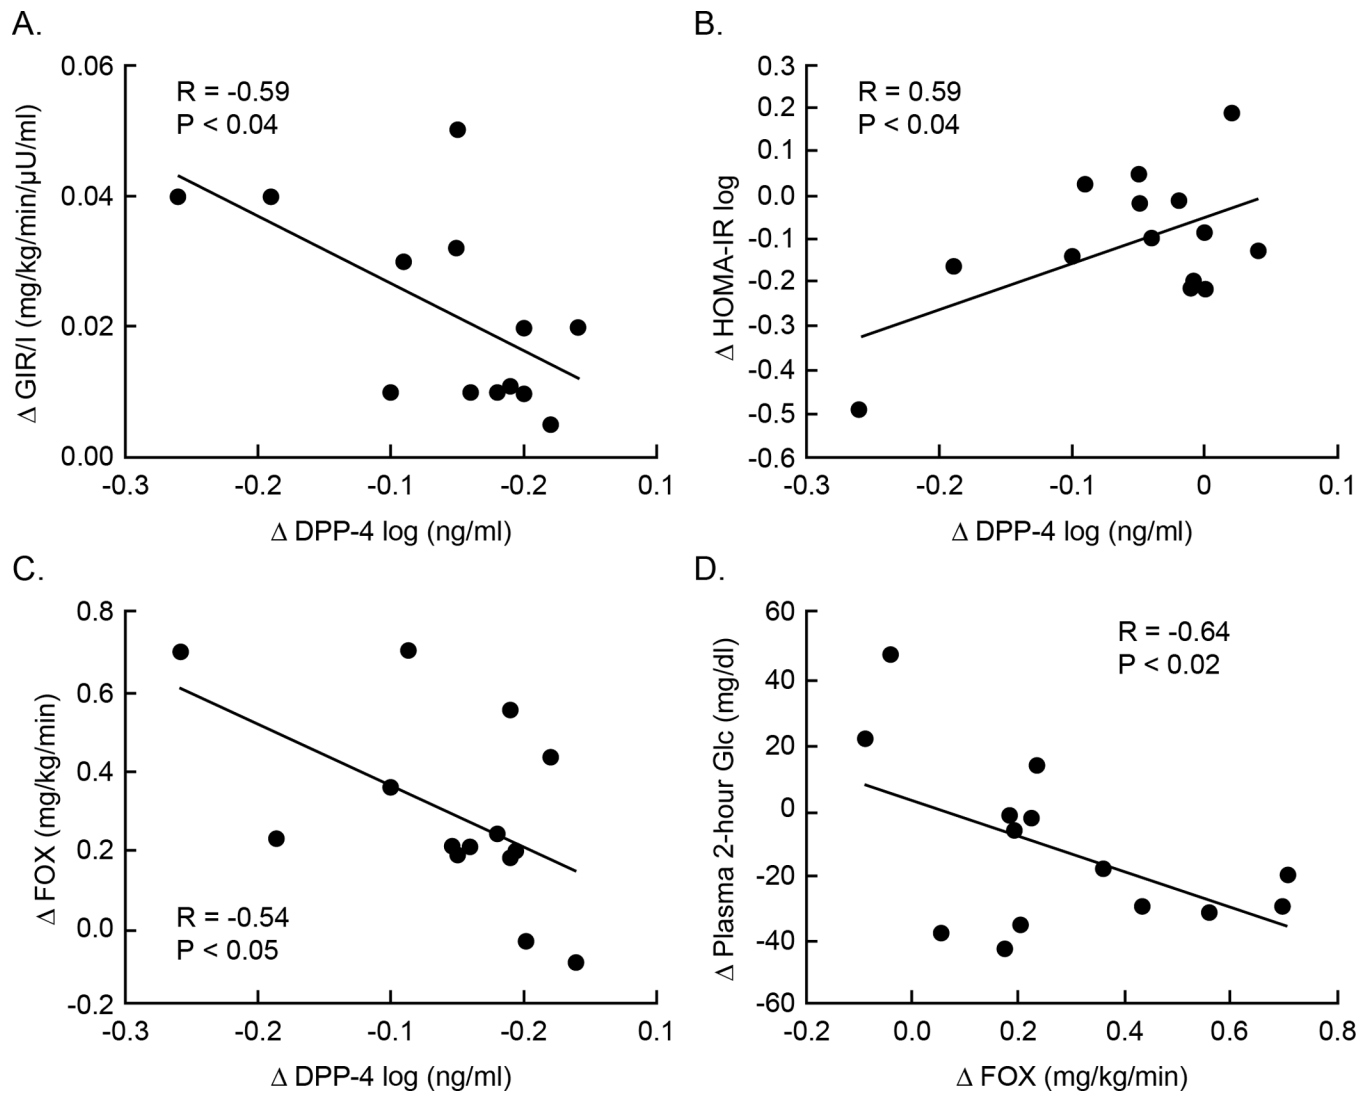 A.
0.06
0.04
0.02
0.00
Δ GIR/I (mg/kg/min/µU/ml)
R = -0.59
P < 0.04
-0.3
-0.2
-0.1
-0.2
0.1
Δ DPP-4 log (ng/ml)
B.
0.3
0.2
0.1
0.0
-0.1
-0.2
-0.3
-0.4
-0.5
-0.6
Δ HOMA-IR log
R = 0.59
P < 0.04
-0.3
-0.2
-0.1
0
0.1
Δ DPP-4 log (ng/ml)
C.
0.8
0.6
0.4
0.2
0.0
-0.2
Δ FOX (mg/kg/min)
R = -0.54
P < 0.05
-0.3
-0.2
-0.1
-0.2
0.1
Δ DPP-4 log (ng/ml)
D.
60
40
20
0
-20
-40
-60
Δ Plasma 2-hour Glc (mg/dl)
R = -0.64
P < 0.02
-0.2
0.0
0.2
0.4
0.6
0.8
Δ FOX (mg/kg/min)